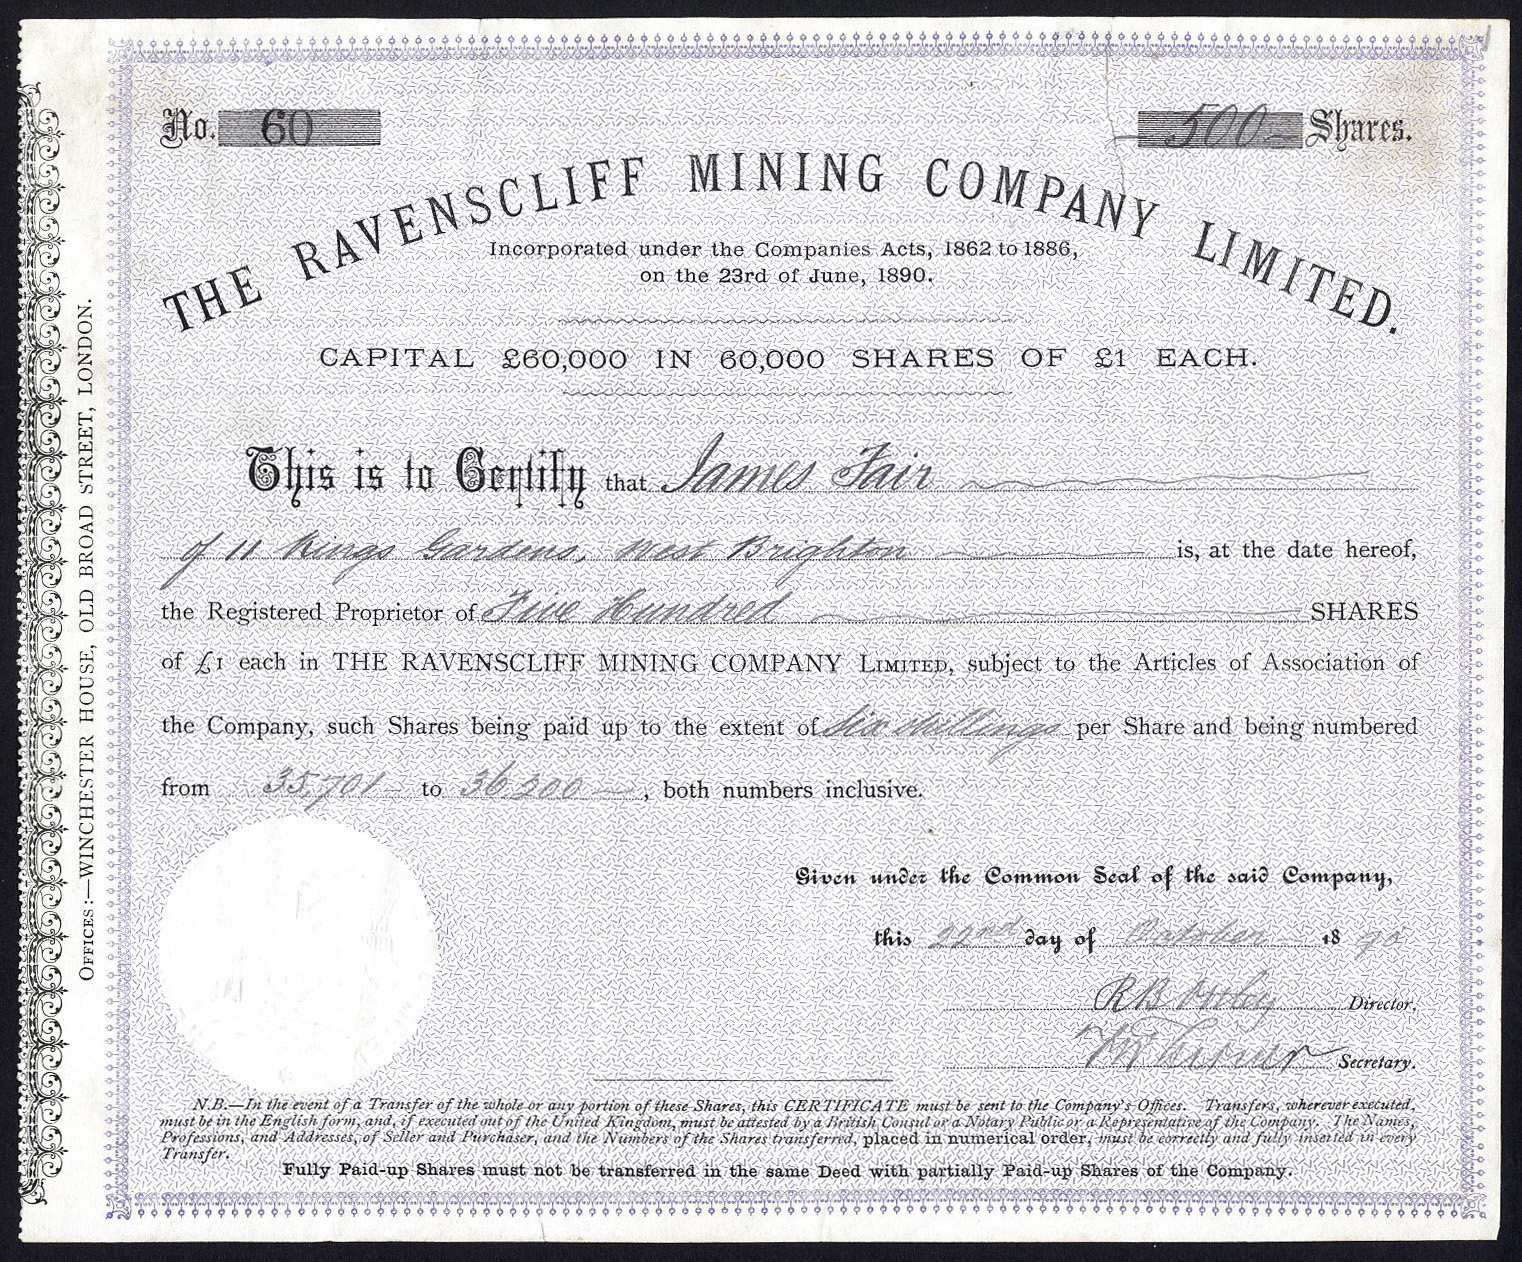 No. 60
500 Shares.
THE RAVENSCLIFF MINING COMPANY LIMITED.
Incorporated under the Companies Acts, 1862 to 1886,
on the 23rd of June, 1890.
CAPITAL £60,000 IN 60,000 SHARES OF £1 EACH.
This is to Certify that James Fair
of 11 Kings Gardens, West Brighton is, at the date hereof,
the Registered Proprietor of Five Hundred SHARES
of £1 each in THE RAVENSCLIFF MINING COMPANY LIMITED, subject to the Articles of Association of
the Company, such Shares being paid up to the extent of six shillings per Share and being numbered
from 35,701 to 36,200, both numbers inclusive.
Given under the Common Seal of the said Company,
this 22nd day of October 1890
R B Director,
Secretary.
N.B.—In the event of a Transfer of the whole or any portion of these Shares, this CERTIFICATE must be sent to the Company's Offices. Transfers, wherever executed,
must be in the English form, and, if executed out of the United Kingdom, must be attested by a British Consul or a Notary Public or a Representative of the Company. The Names,
Professions, and Addresses, of Seller and Purchaser, and the Numbers of the Shares transferred, placed in numerical order, must be correctly and fully inserted in every
Transfer.
Fully Paid-up Shares must not be transferred in the same Deed with partially Paid-up Shares of the Company.
OFFICES:—WINCHESTER HOUSE, OLD BROAD STREET, LONDON.